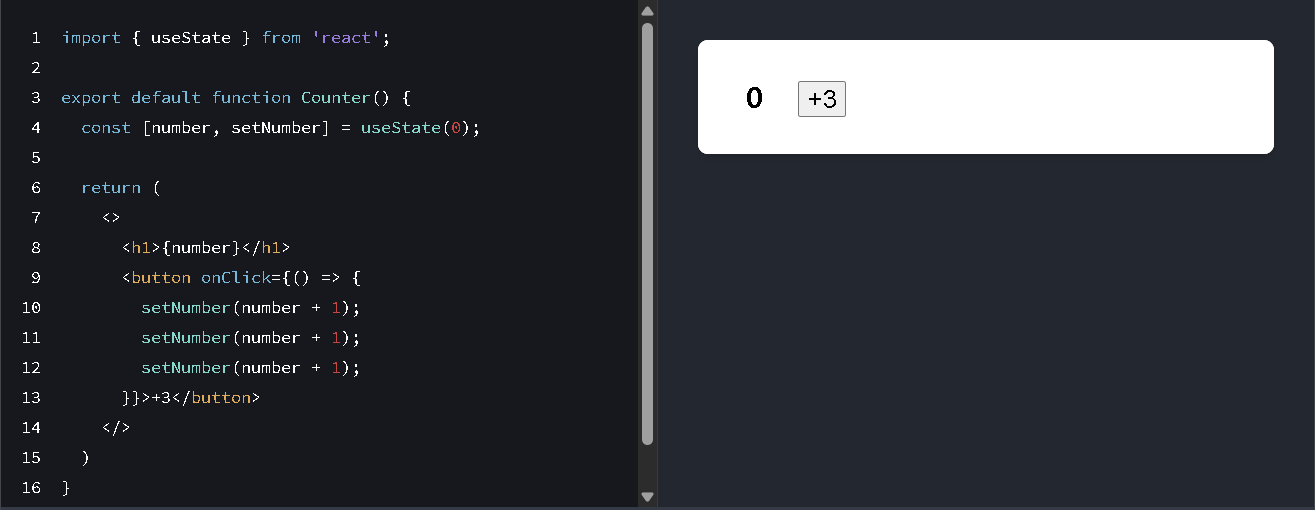 1 import { useState } from 'react';
2
3 export default function Counter() {
4   const [number, setNumber] = useState(0);
5
6   return (
7     <>
8       <h1>{number}</h1>
9       <button onClick={() => {
10         setNumber(number + 1);
11         setNumber(number + 1);
12         setNumber(number + 1);
13       }}>+3</button>
14     </>
15   )
16 }
0 +3